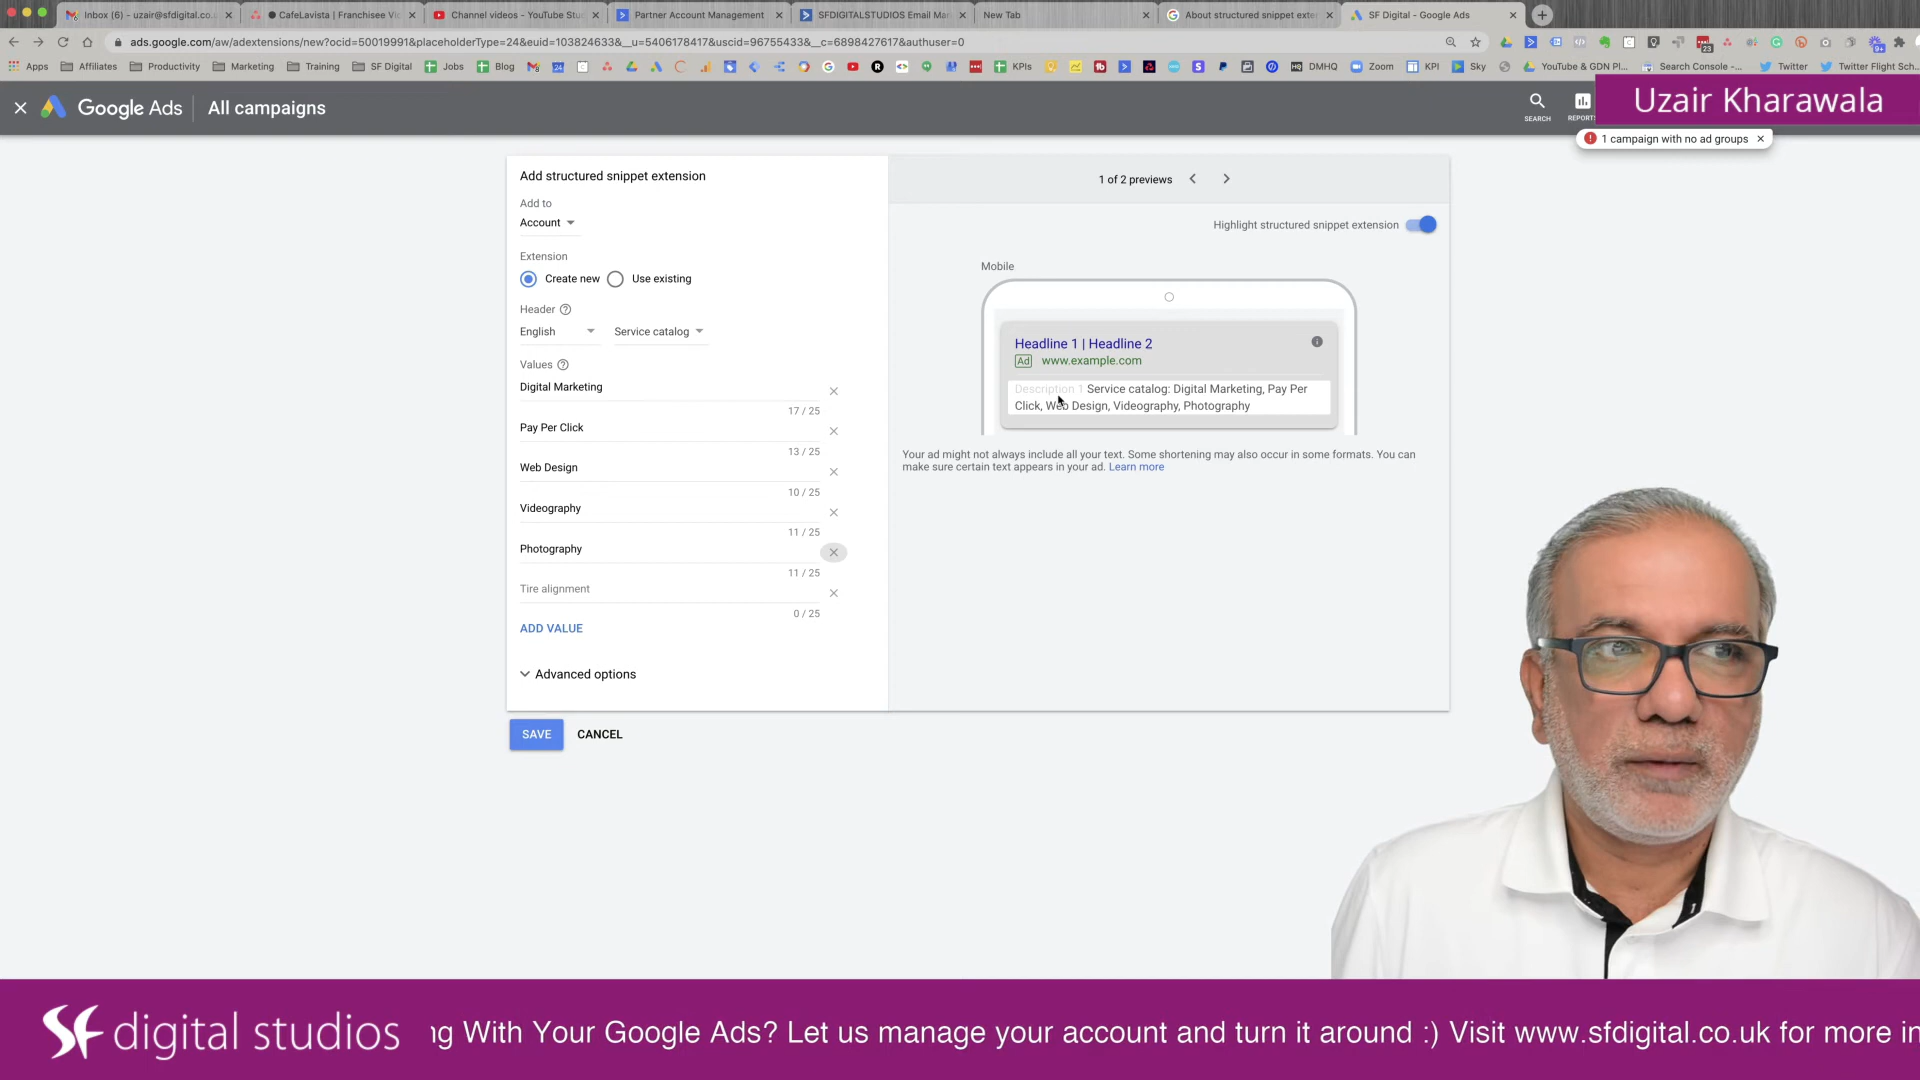 Inbox (6) - uzair@sfdigital.co.
CafeLavista | Franchisee Vi
Channel videos - YouTube Stu
Partner Account Management
SFDIGITALSTUDIOS Email Mar
New Tab
About structured snippet exte
SF Digital - Google Ads
ads.google.com/aw/adextensions/new?ocid=50019991&placeholderType=24&euid=103824633&__u=5406178417&uscid=96755433&__c=6898427617&authuser=0
Apps Affiliates Productivity Marketing Training SF Digital Jobs Blog KPIs DMHQ Zoom KPI Sky YouTube & GDN Pl... Search Console -... Twitter Twitter Flight Sch...
Google Ads All campaigns
SEARCH
REPORT
Uzair Kharawala
1 campaign with no ad groups
Add structured snippet extension
Add to
Account
Extension
Create new Use existing
Header
English Service catalog
Values
Digital Marketing
17 / 25
Pay Per Click
13 / 25
Web Design
10 / 25
Videography
11 / 25
Photography
11 / 25
Tire alignment
0 / 25
ADD VALUE
Advanced options
SAVE CANCEL
1 of 2 previews
Highlight structured snippet extension
Mobile
Headline 1 | Headline 2
Ad www.example.com
Description 1 Service catalog: Digital Marketing, Pay Per
Click, Web Design, Videography, Photography
Your ad might not always include all your text. Some shortening may also occur in some formats. You can
make sure certain text appears in your ad. Learn more
SF digital studios
g With Your Google Ads? Let us manage your account and turn it around :) Visit www.sfdigital.co.uk for more in